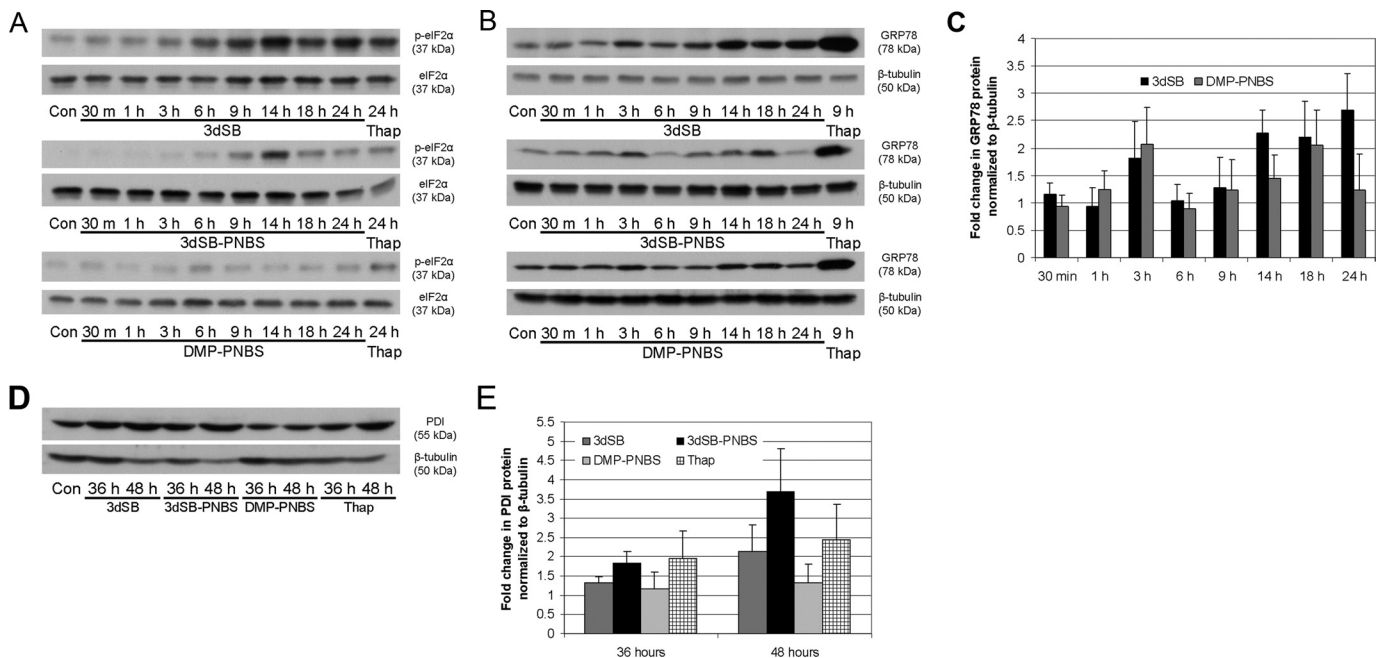 A
p-eIF2α
(37 kDa)
eIF2α
(37 kDa)
Con 30 m 1 h 3 h 6 h 9 h 14 h 18 h 24 h 24 h
3dSB Thap
p-eIF2α
(37 kDa)
eIF2α
(37 kDa)
Con 30 m 1 h 3 h 6 h 9 h 14 h 18 h 24 h 24 h
3dSB-PNBS Thap
p-eIF2α
(37 kDa)
eIF2α
(37 kDa)
Con 30 m 1 h 3 h 6 h 9 h 14 h 18 h 24 h 24 h
DMP-PNBS Thap
B
GRP78
(78 kDa)
β-tubulin
(50 kDa)
Con 30 m 1 h 3 h 6 h 9 h 14 h 18 h 24 h 9 h
3dSB Thap
GRP78
(78 kDa)
β-tubulin
(50 kDa)
Con 30 m 1 h 3 h 6 h 9 h 14 h 18 h 24 h 9 h
3dSB-PNBS Thap
GRP78
(78 kDa)
β-tubulin
(50 kDa)
Con 30 m 1 h 3 h 6 h 9 h 14 h 18 h 24 h 9 h
DMP-PNBS Thap
C
Fold change in GRP78 protein
normalized to β-tubulin
4
3.5
3
2.5
2
1.5
1
0.5
0
3dSB DMP-PNBS
30 min 1 h 3 h 6 h 9 h 14 h 18 h 24 h
D
PDI
(55 kDa)
β-tubulin
(50 kDa)
Con 36 h 48 h 36 h 48 h 36 h 48 h 36 h 48 h
3dSB 3dSB-PNBS DMP-PNBS Thap
E
Fold change in PDI protein
normalized to β-tubulin
5.5
5
4.5
4
3.5
3
2.5
2
1.5
1
0.5
0
3dSB 3dSB-PNBS
DMP-PNBS Thap
36 hours 48 hours